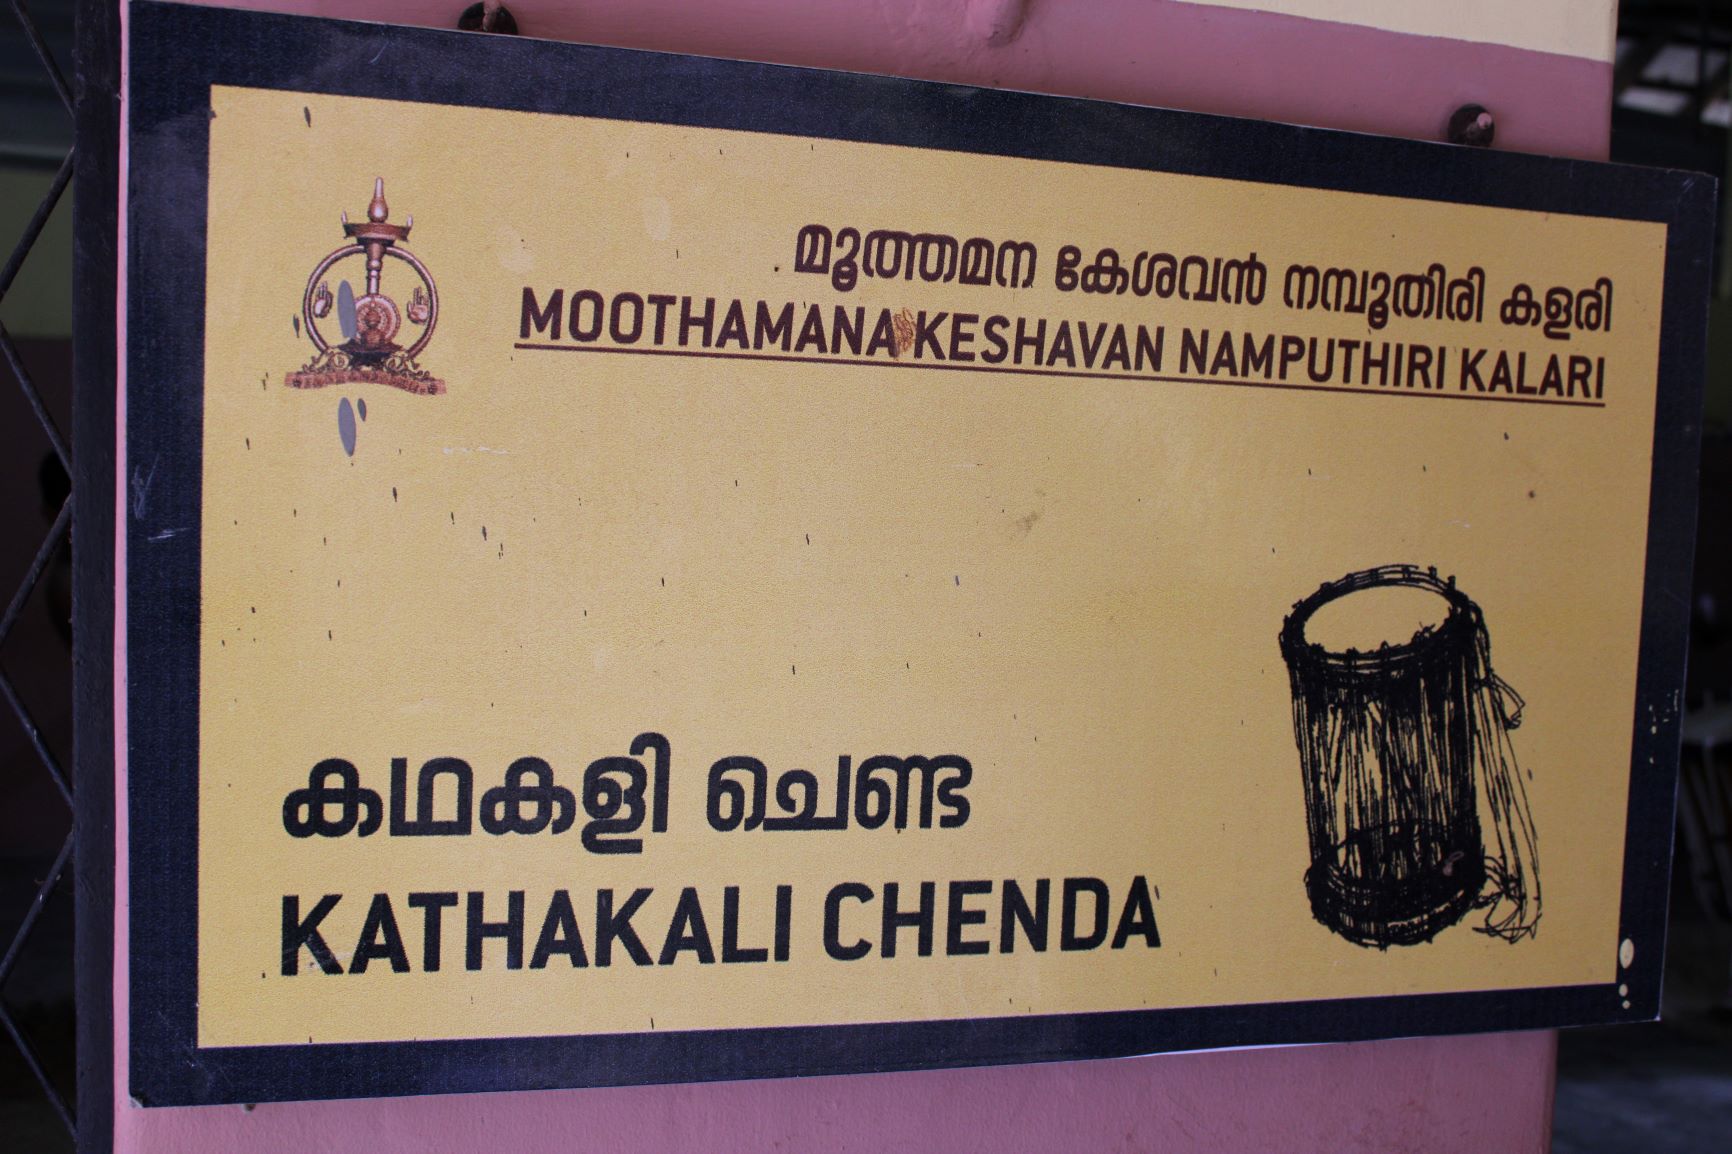 മൂത്തമന കേശവൻ നമ്പൂതിരി കളരി
MOOTHAMANA KESHAVAN NAMPUTHIRI KALARI
കഥകളി ചെണ്ട
KATHAKALI CHENDA